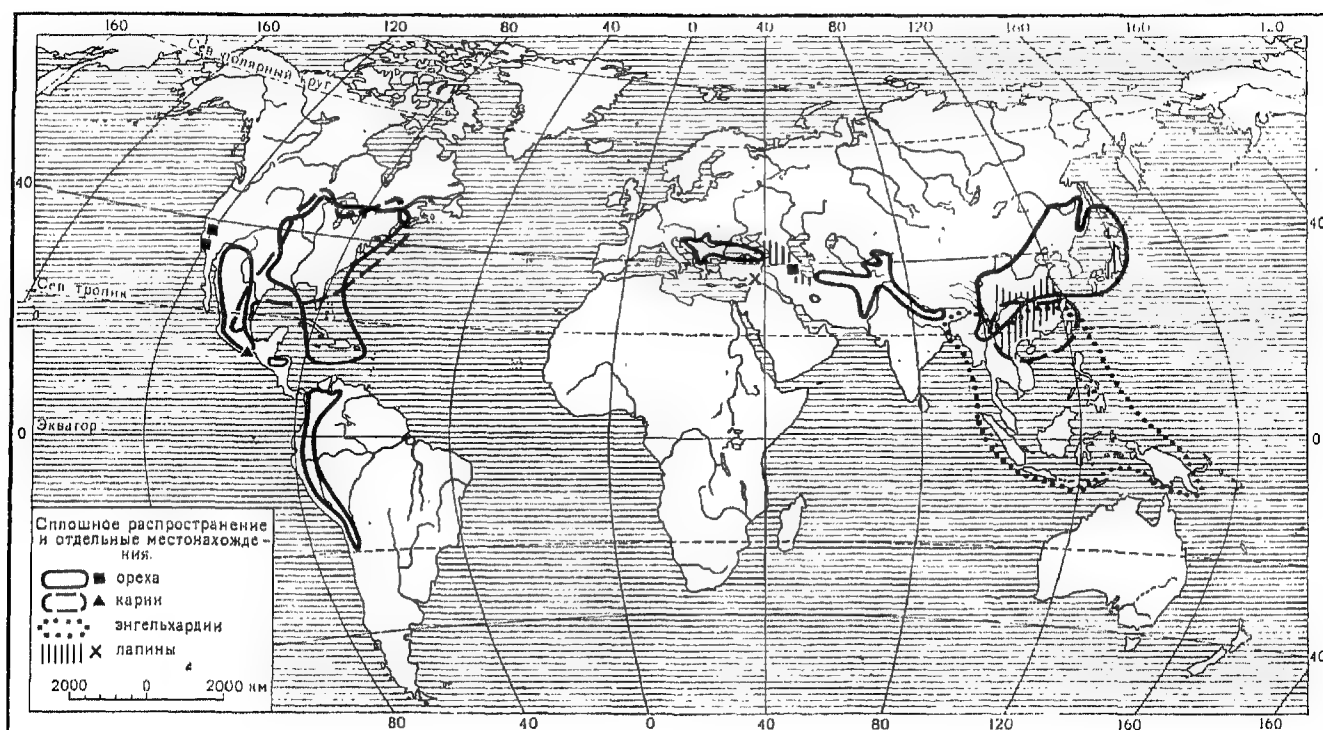 160 160 120 80 40 0 40 80 120 160 160
Сев. полярный круг
40 40
Сев тропик
Экватор
0 0
40
Сплошное распространение
и отдельные местонахожде-
ния.
ореха
карии
энгельхардии
лапины
2000 0 2000 км
80 40 0 40 80 120 160 160